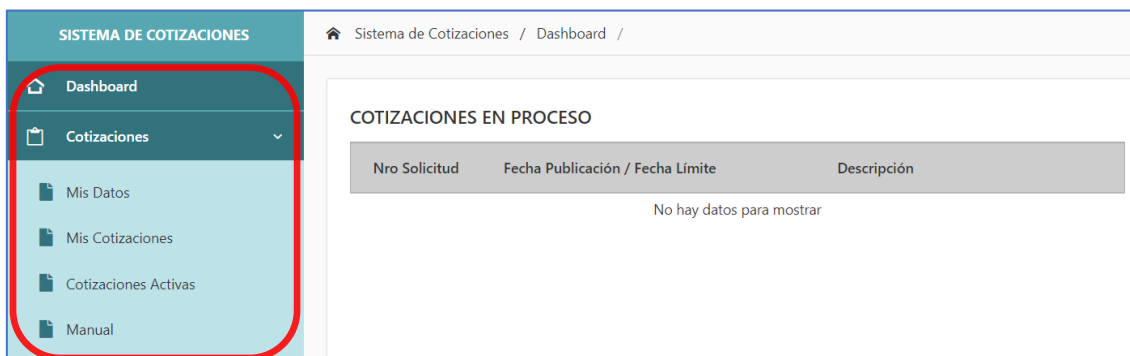 SISTEMA DE COTIZACIONES
Sistema de Cotizaciones / Dashboard /
Dashboard
Cotizaciones
Mis Datos
Mis Cotizaciones
Cotizaciones Activas
Manual
COTIZACIONES EN PROCESO
Nro Solicitud Fecha Publicación / Fecha Límite Descripción
No hay datos para mostrar